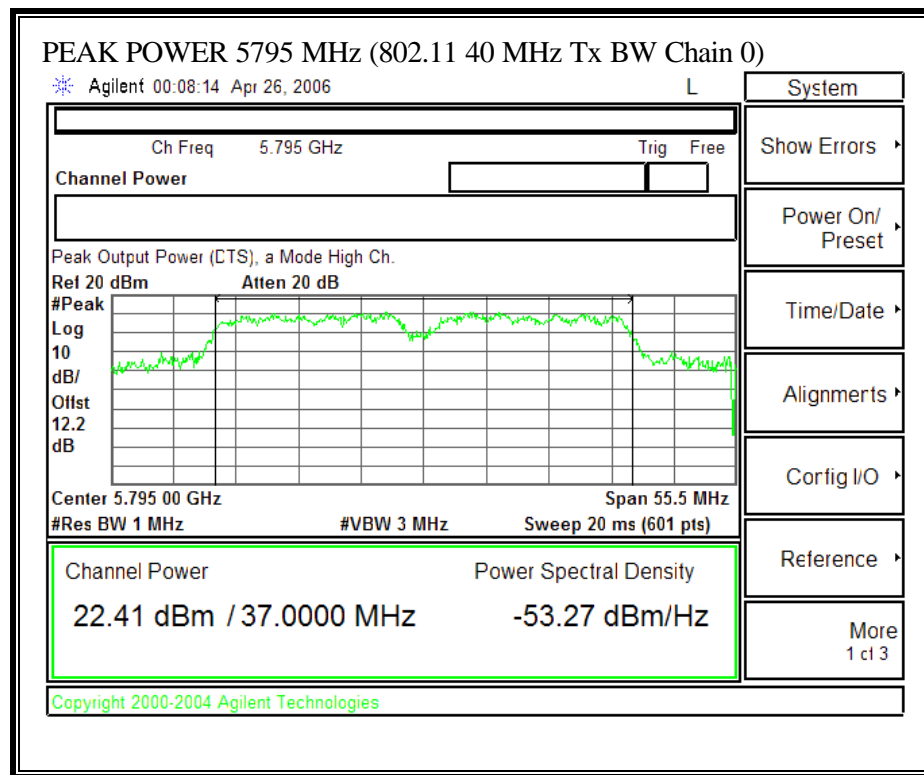 PEAK POWER 5795 MHz (802.11 40 MHz Tx BW Chain 0)
Agilent 00:08:14 Apr 26, 2006 L
System
Ch Freq 5.795 GHz Trig Free
Show Errors
Channel Power
Power On/
Preset
Peak Output Power (DTS), a Mode High Ch.
Ref 20 dBm Atten 20 dB
#Peak
Log
10
dB/
Offst
12.2
dB
Time/Date
Alignments
Center 5.795 00 GHz Span 55.5 MHz
#Res BW 1 MHz #VBW 3 MHz Sweep 20 ms (601 pts)
Config I/O
Channel Power Power Spectral Density
22.41 dBm / 37.0000 MHz -53.27 dBm/Hz
Reference
More
1 of 3
Copyright 2000-2004 Agilent Technologies